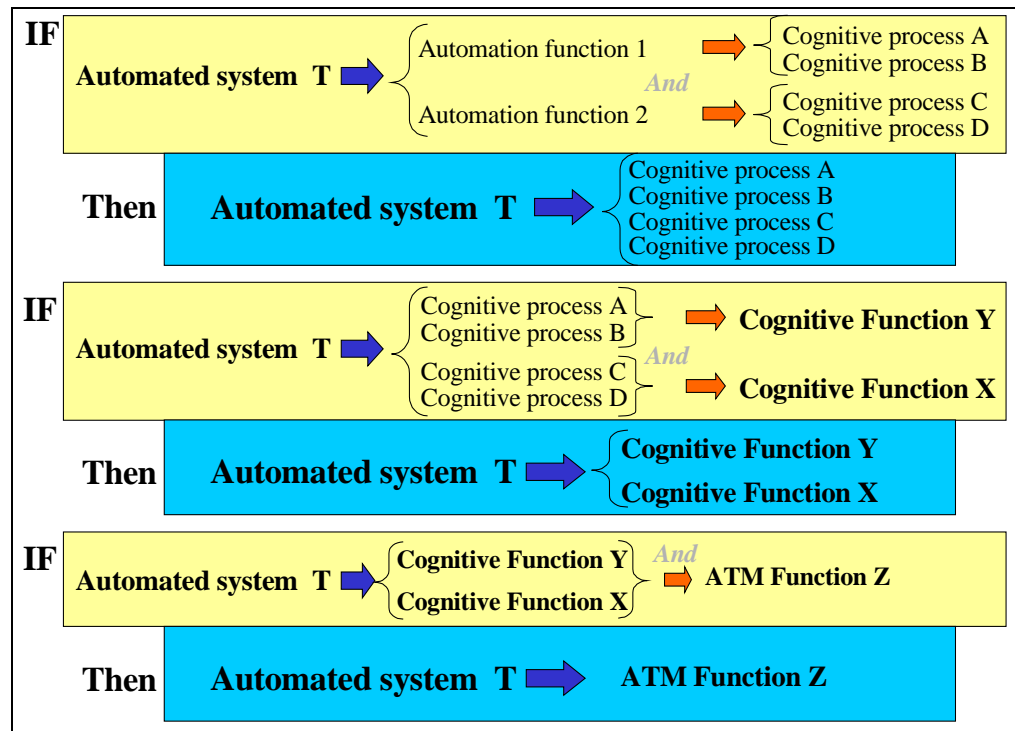 IF
Automated system T
Automation function 1
And
Automation function 2
Cognitive process A
Cognitive process B
Cognitive process C
Cognitive process D
Then
Automated system T
Cognitive process A
Cognitive process B
Cognitive process C
Cognitive process D
IF
Automated system T
Cognitive process A
Cognitive process B
Cognitive process C
Cognitive process D
And
Cognitive Function Y
Cognitive Function X
Then
Automated system T
Cognitive Function Y
Cognitive Function X
IF
Automated system T
Cognitive Function Y
Cognitive Function X
And
ATM Function Z
Then
Automated system T
ATM Function Z